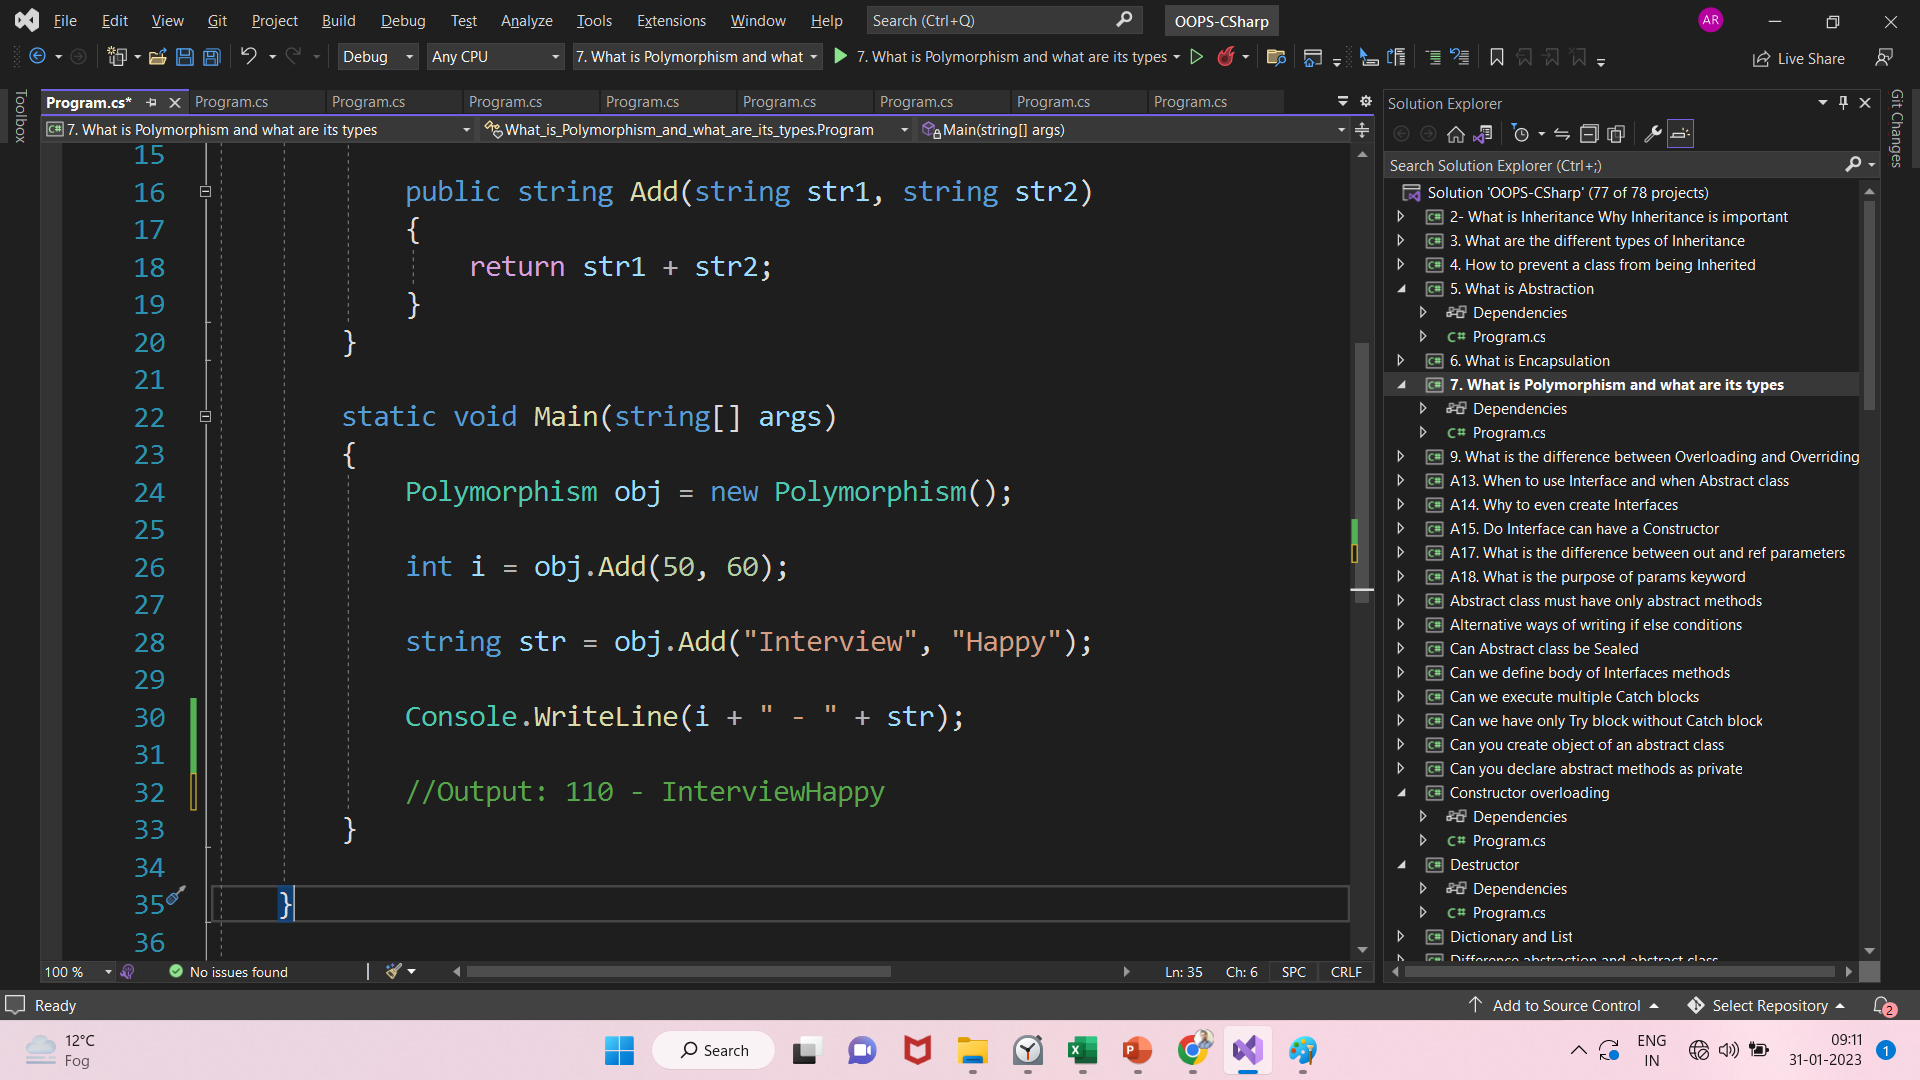 File Edit View Git Project Build Debug Test Analyze Tools Extensions Window Help Search (Ctrl+Q) OOPS-CSharp AR
Debug Any CPU 7. What is Polymorphism and what 7. What is Polymorphism and what are its types Live Share
Toolbox
Program.cs* Program.cs Program.cs Program.cs Program.cs Program.cs Program.cs Program.cs Program.cs
C# 7. What is Polymorphism and what are its types What_is_Polymorphism_and_what_are_its_types.Program Main(string[] args)
15
16 public string Add(string str1, string str2)
17 {
18 return str1 + str2;
19 }
20 }
21
22 static void Main(string[] args)
23 {
24 Polymorphism obj = new Polymorphism();
25
26 int i = obj.Add(50, 60);
27
28 string str = obj.Add("Interview", "Happy");
29
30 Console.WriteLine(i + " - " + str);
31
32 //Output: 110 - InterviewHappy
33 }
34
35 }
36
100 % No issues found Ln: 35 Ch: 6 SPC CRLF
Solution Explorer
Git Changes
Search Solution Explorer (Ctrl+;)
Solution 'OOPS-CSharp' (77 of 78 projects)
C# 2- What is Inheritance Why Inheritance is important
C# 3. What are the different types of Inheritance
C# 4. How to prevent a class from being Inherited
C# 5. What is Abstraction
Dependencies
C# Program.cs
C# 6. What is Encapsulation
C# 7. What is Polymorphism and what are its types
Dependencies
C# Program.cs
C# 9. What is the difference between Overloading and Overriding
C# A13. When to use Interface and when Abstract class
C# A14. Why to even create Interfaces
C# A15. Do Interface can have a Constructor
C# A17. What is the difference between out and ref parameters
C# A18. What is the purpose of params keyword
C# Abstract class must have only abstract methods
C# Alternative ways of writing if else conditions
C# Can Abstract class be Sealed
C# Can we define body of Interfaces methods
C# Can we execute multiple Catch blocks
C# Can we have only Try block without Catch block
C# Can you create object of an abstract class
C# Can you declare abstract methods as private
C# Constructor overloading
Dependencies
C# Program.cs
C# Destructor
Dependencies
C# Program.cs
C# Dictionary and List
C# Difference abstraction and abstract class
Ready Add to Source Control Select Repository 2
12°C
Fog
Search
ENG
IN
09:11
31-01-2023
1